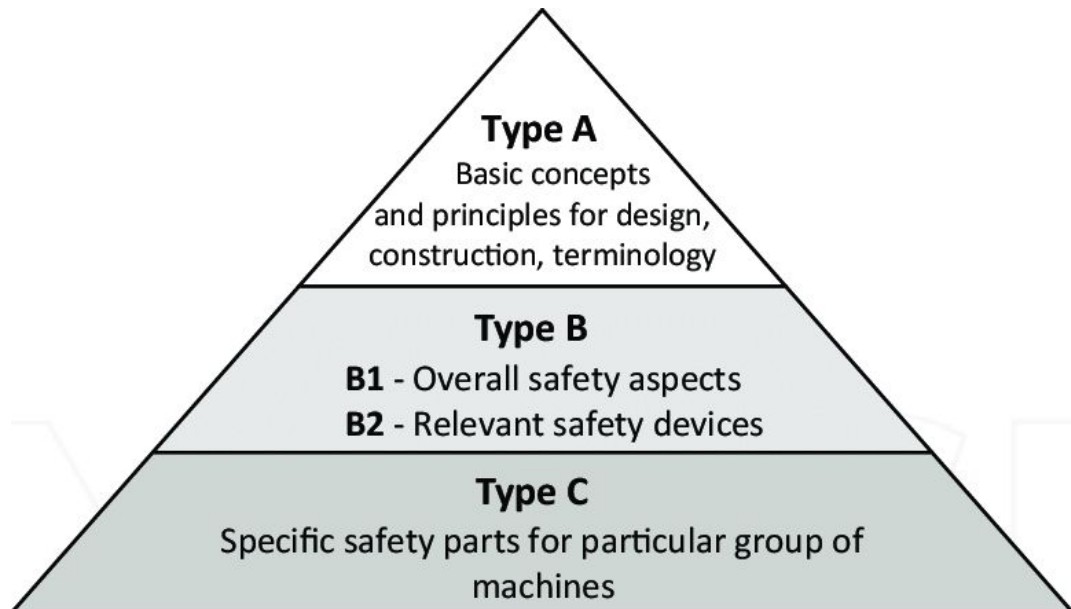 Type A
Basic concepts
and principles for design,
construction, terminology
Type B
B1 - Overall safety aspects
B2 - Relevant safety devices
Type C
Specific safety parts for particular group of
machines